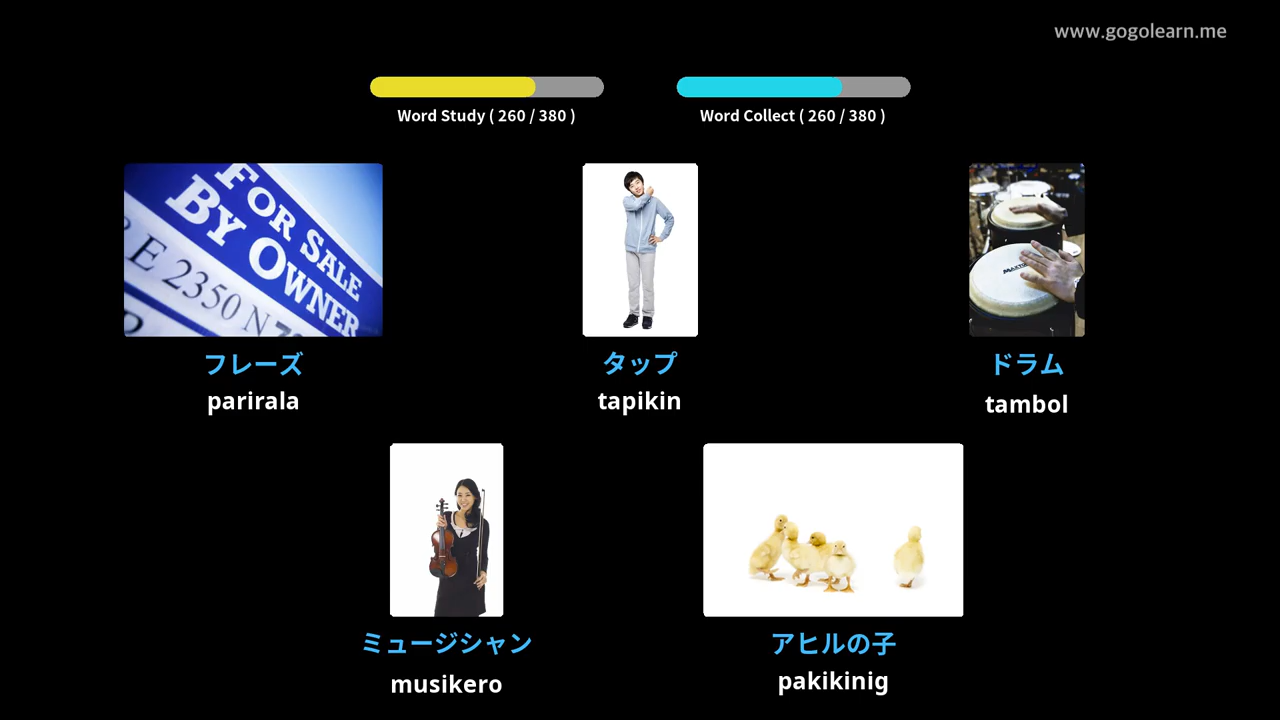 www.gogolearn.me
Word Study ( 260 / 380 )
Word Collect ( 260 / 380 )
FOR SALE
BY OWNER
E 2350 N
フレーズ
parirala
タップ
tapikin
ドラム
tambol
ミュージシャン
musikero
アヒルの子
pakikinig